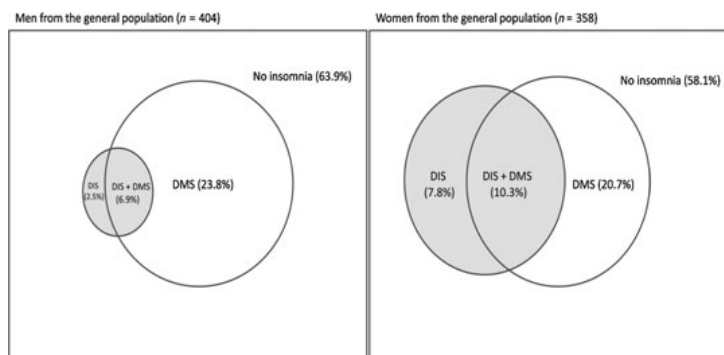 Men from the general population (n = 404)
No insomnia (63.9%)
DIS
(2.5%)
DIS + DMS
(6.9%)
DMS (23.8%)
Women from the general population (n = 358)
No insomnia (58.1%)
DIS
(7.8%)
DIS + DMS
(10.3%)
DMS (20.7%)